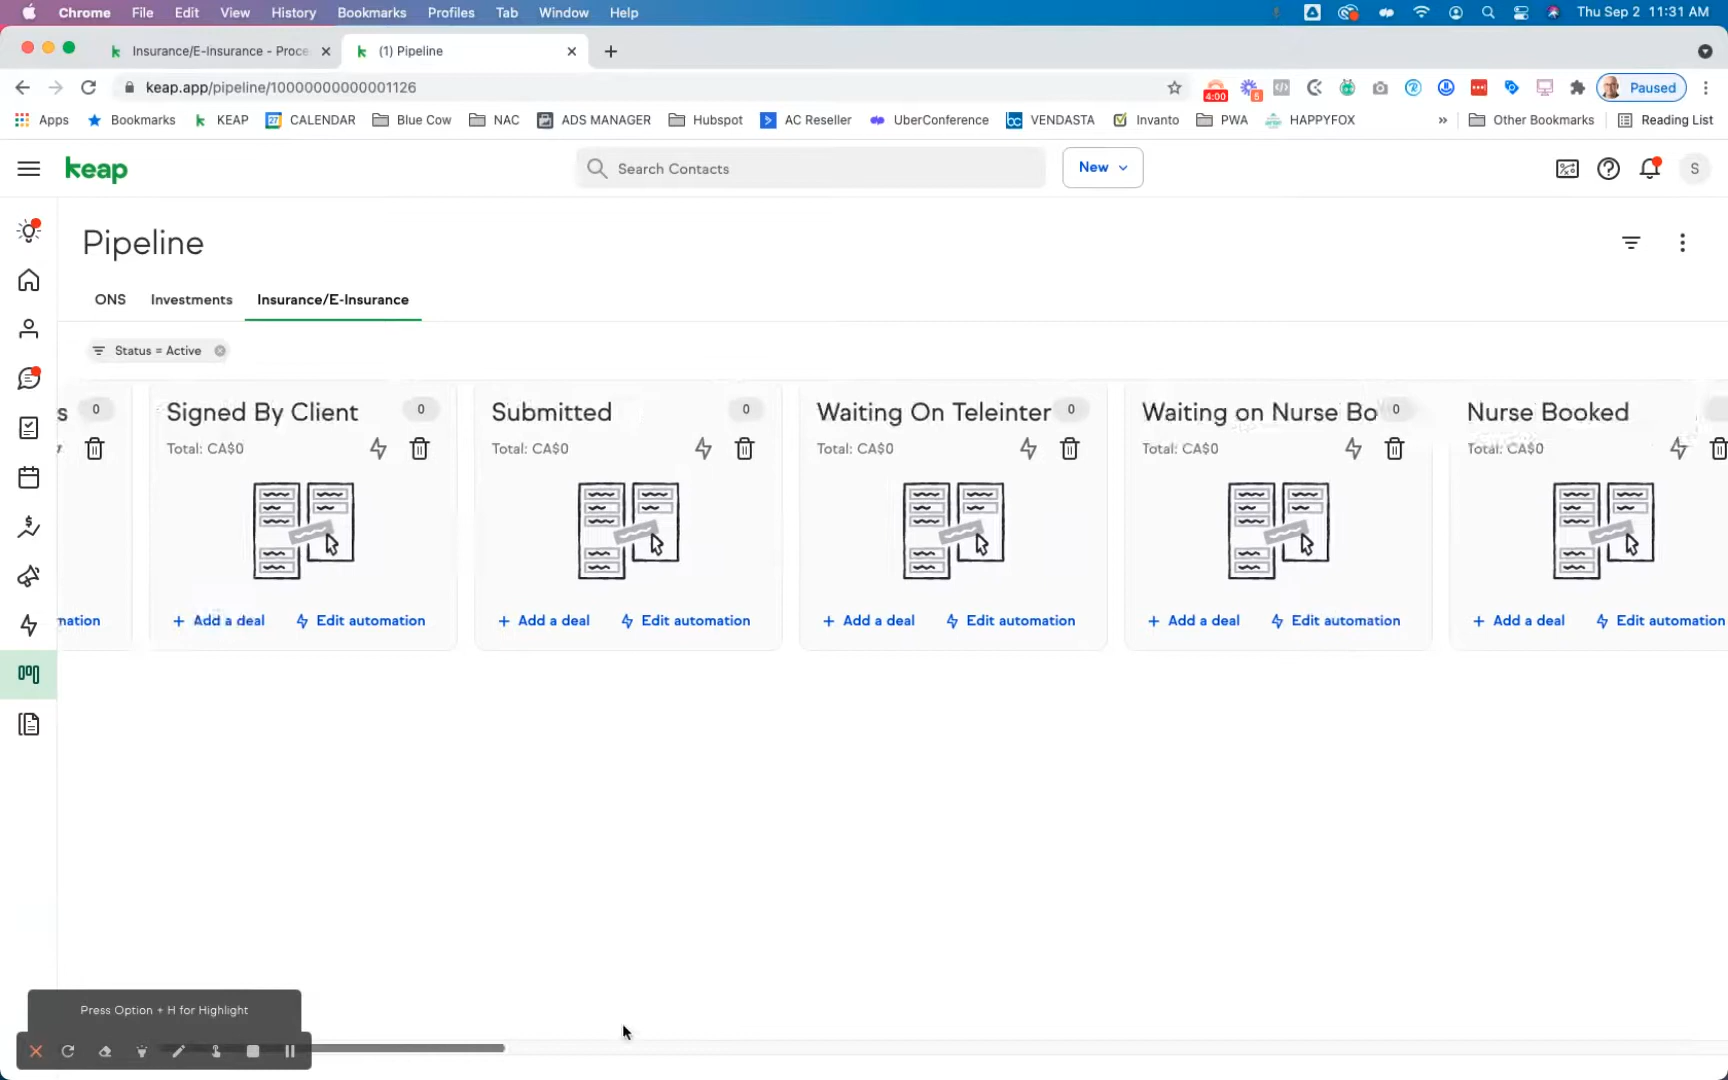 Chrome File Edit View History Bookmarks Profiles Tab Window Help Thu Sep 2 11:31 AM
Insurance/E-Insurance - Proce (1) Pipeline
keap.app/pipeline/10000000000001126 4:00 5 Paused
Apps Bookmarks KEAP CALENDAR Blue Cow NAC ADS MANAGER Hubspot AC Reseller UberConference VENDASTA Invanto PWA HAPPYFOX » Other Bookmarks Reading List
keap Search Contacts New S
Pipeline
ONS Investments Insurance/E-Insurance
Status = Active
s 0 Signed By Client 0 Submitted 0 Waiting On Teleinter 0 Waiting on Nurse Bo 0 Nurse Booked
Total: CA$0 Total: CA$0 Total: CA$0 Total: CA$0 Total: CA$0
mation + Add a deal Edit automation + Add a deal Edit automation + Add a deal Edit automation + Add a deal Edit automation + Add a deal Edit automation
Press Option + H for Highlight